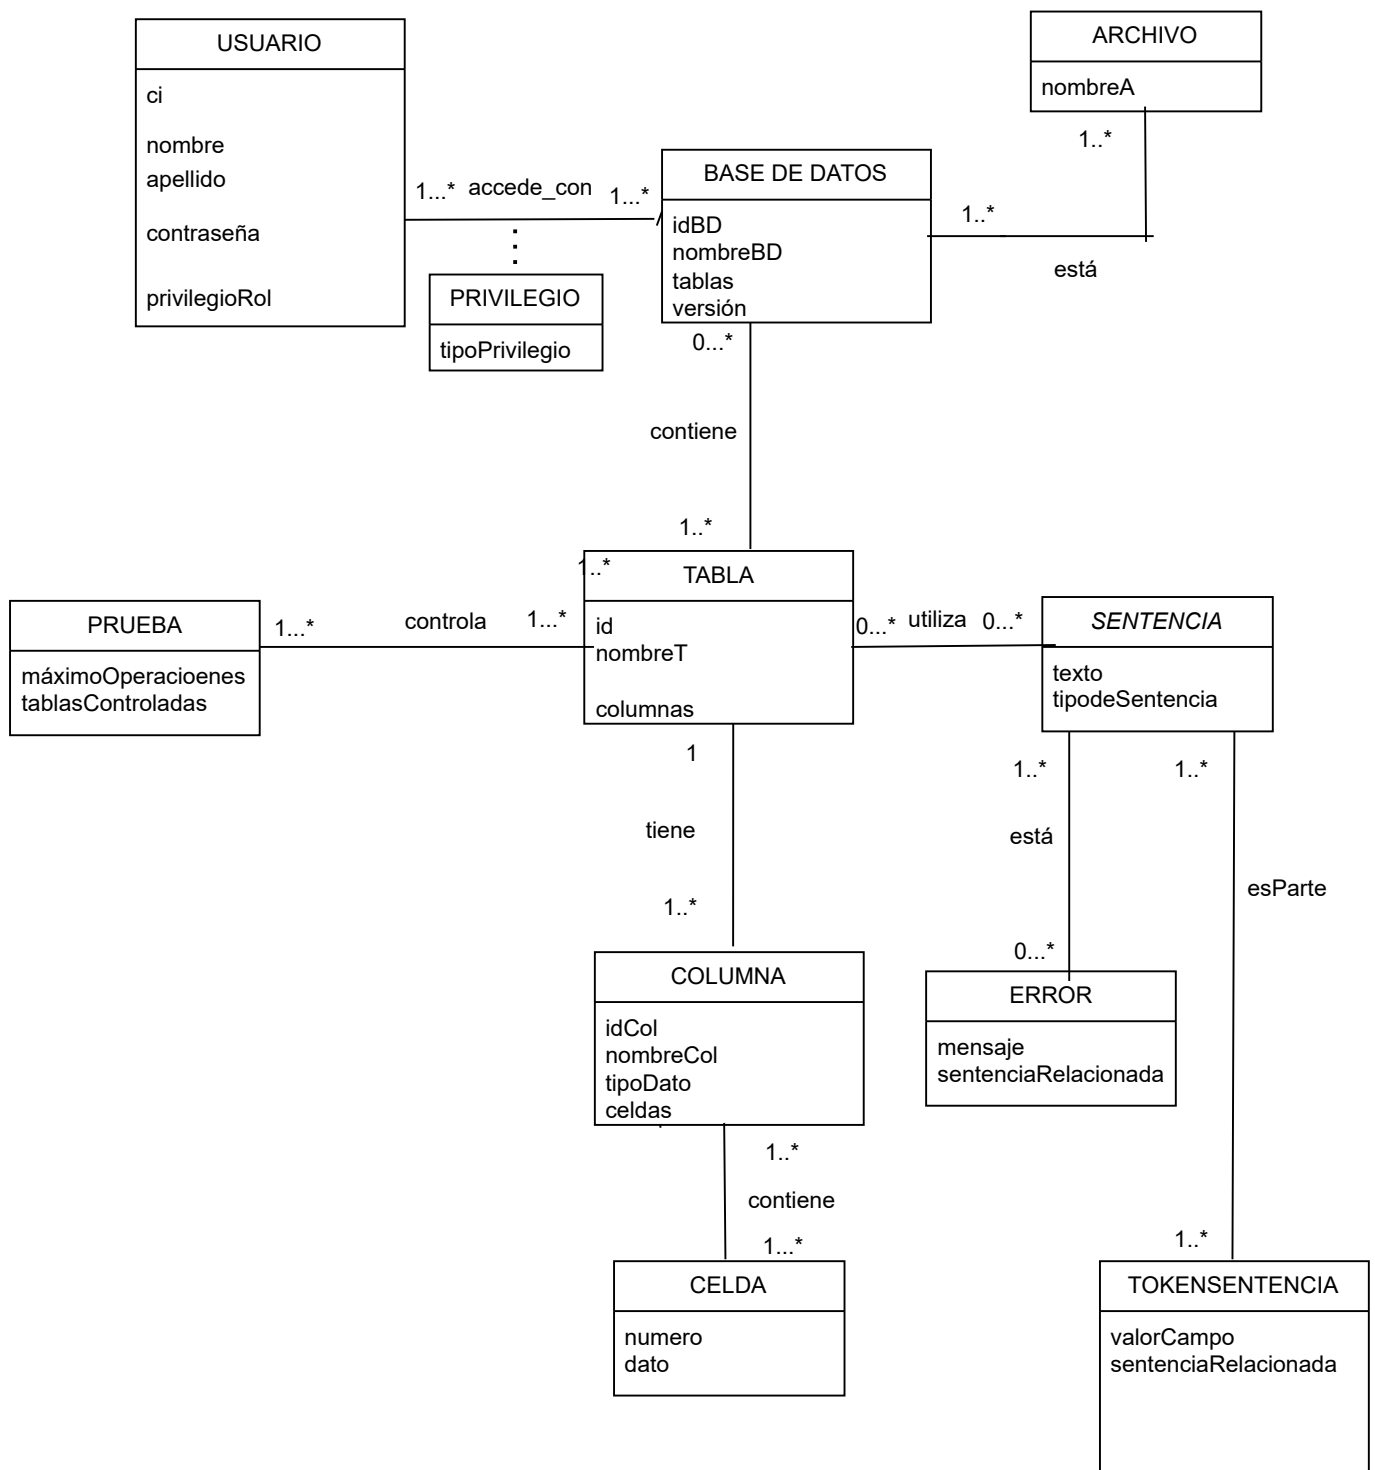 USUARIO
ci
nombre
apellido
contraseña
privilegioRol
ARCHIVO
nombreA
1..*
1...* accede_con 1...*
BASE DE DATOS
idBD
nombreBD
tablas
versión
1..*
está
PRIVILEGIO
tipoPrivilegio
0...*
contiene
1..*
1..*
TABLA
id
nombreT
columnas
PRUEBA
máximoOperacioenes
tablasControladas
1...* controla 1...*
0...* utiliza 0...*
SENTENCIA
texto
tipodeSentencia
1
tiene
1..*
1..*
está
0...*
1..*
esParte
1..*
COLUMNA
idCol
nombreCol
tipoDato
celdas
ERROR
mensaje
sentenciaRelacionada
1..*
contiene
1...*
CELDA
numero
dato
TOKENSENTENCIA
valorCampo
sentenciaRelacionada